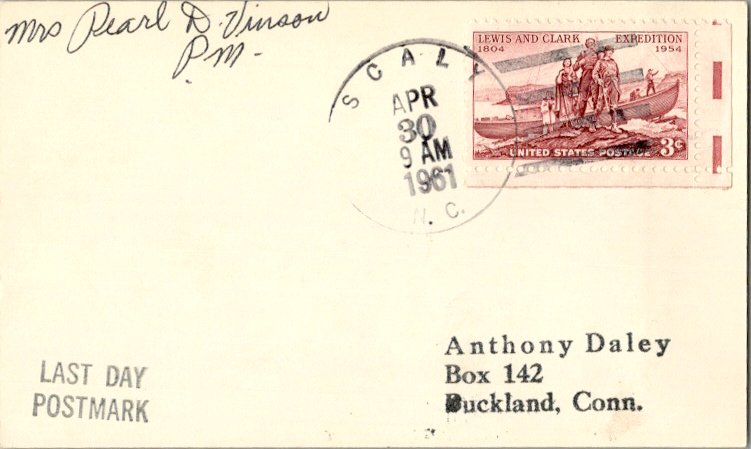 Mrs Pearl D. Vinson
P.M.
SCALY
APR
30
9 AM
1961
N. C.
LEWIS AND CLARK EXPEDITION
1804 1954
UNITED STATES POSTAGE 3¢
LAST DAY
POSTMARK
Anthony Daley
Box 142
Buckland, Conn.